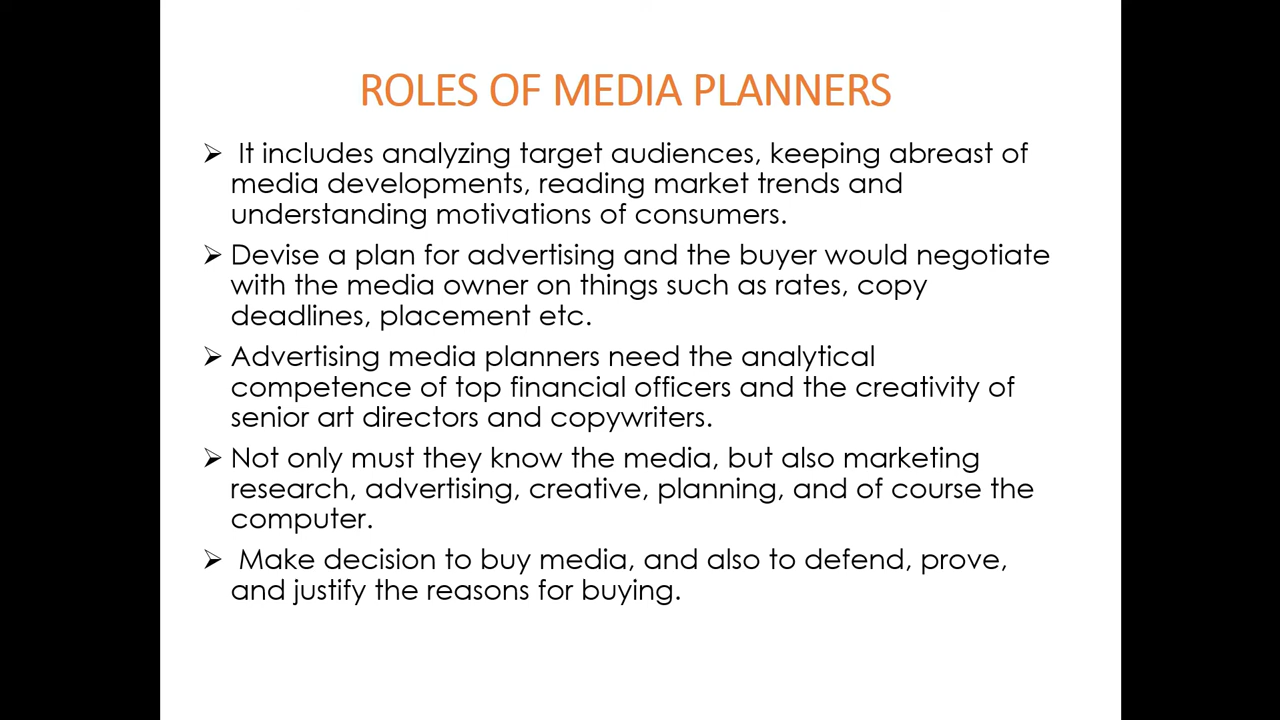 ROLES OF MEDIA PLANNERS
➢ It includes analyzing target audiences, keeping abreast of
media developments, reading market trends and
understanding motivations of consumers.
➢ Devise a plan for advertising and the buyer would negotiate
with the media owner on things such as rates, copy
deadlines, placement etc.
➢ Advertising media planners need the analytical
competence of top financial officers and the creativity of
senior art directors and copywriters.
➢ Not only must they know the media, but also marketing
research, advertising, creative, planning, and of course the
computer.
➢ Make decision to buy media, and also to defend, prove,
and justify the reasons for buying.